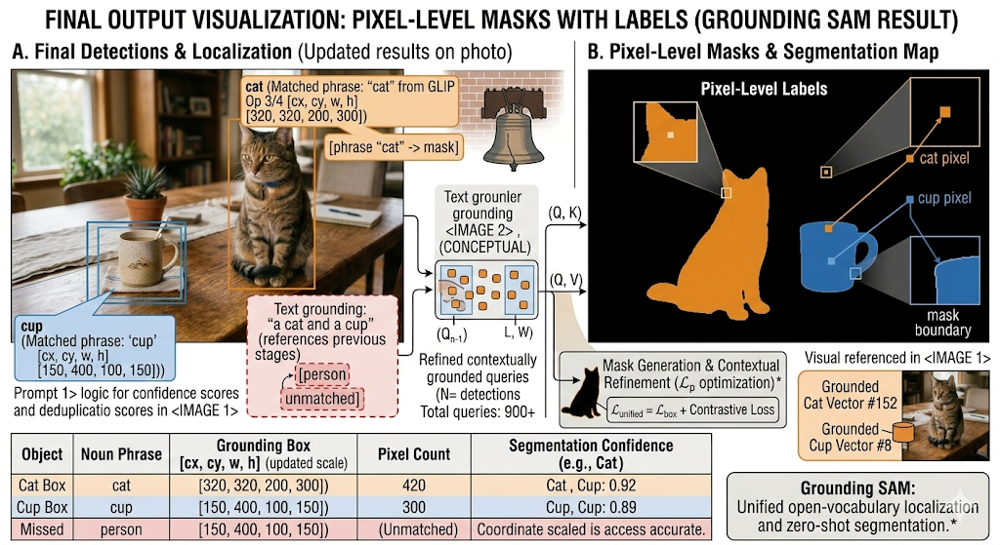 FINAL OUTPUT VISUALIZATION: PIXEL-LEVEL MASKS WITH LABELS (GROUNDING SAM RESULT)
A. Final Detections & Localization (Updated results on photo)
cat (Matched phrase: “cat” from GLIP
Op 3/4 [cx, cy, w, h]
[320, 320, 200, 300])
[phrase “cat” -> mask]
cup
(Matched phrase: ‘cup’
[cx, cy, w, h]
[150, 400, 100, 150]))
Prompt 1> logic for confidence scores
and deduplicatio scores in <IMAGE 1>
Text grounding:
“a cat and a cup”
(references previous
stages)
[person
unmatched]
Text grounler
grounding
<IMAGE 2> ,
(CONCEPTUAL)
(Qn-1)
L, W)
Refined contextually
grounded queries
(N= detections
Total queries: 900+
(Q, K)
(Q, V)
B. Pixel-Level Masks & Segmentation Map
Pixel-Level Labels
cat pixel
cup pixel
mask
boundary
Mask Generation & Contextual
Refinement (ℒp optimization)*
ℒunified = ℒbox + Contrastive Loss
Visual referenced in <IMAGE 1>
Grounded
Cat Vector #152
Grounded
Cup Vector #8
Object Noun Phrase Grounding Box Pixel Count Segmentation Confidence
[cx, cy, w, h] (updated scale) (e.g., Cat)
Cat Box cat [320, 320, 200, 300]) 420 Cat , Cup: 0.92
Cup Box cup [150, 400, 100, 150]) 300 Cup, Cup: 0.89
Missed person [150, 400, 100, 150]) (Unmatched) Coordinate scaled is access accurate.
Grounding SAM:
Unified open-vocabulary localization
and zero-shot segmentation.*